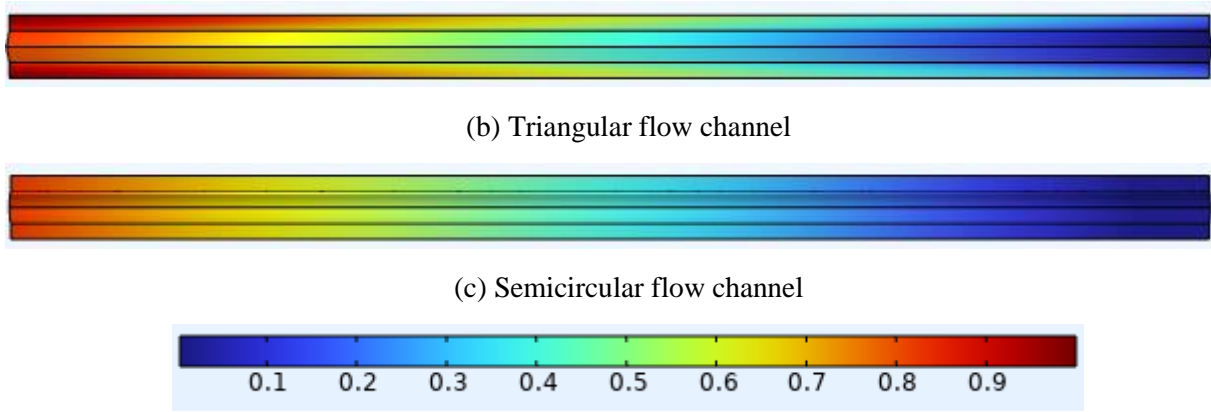 (b) Triangular flow channel
(c) Semicircular flow channel
0.1 0.2 0.3 0.4 0.5 0.6 0.7 0.8 0.9